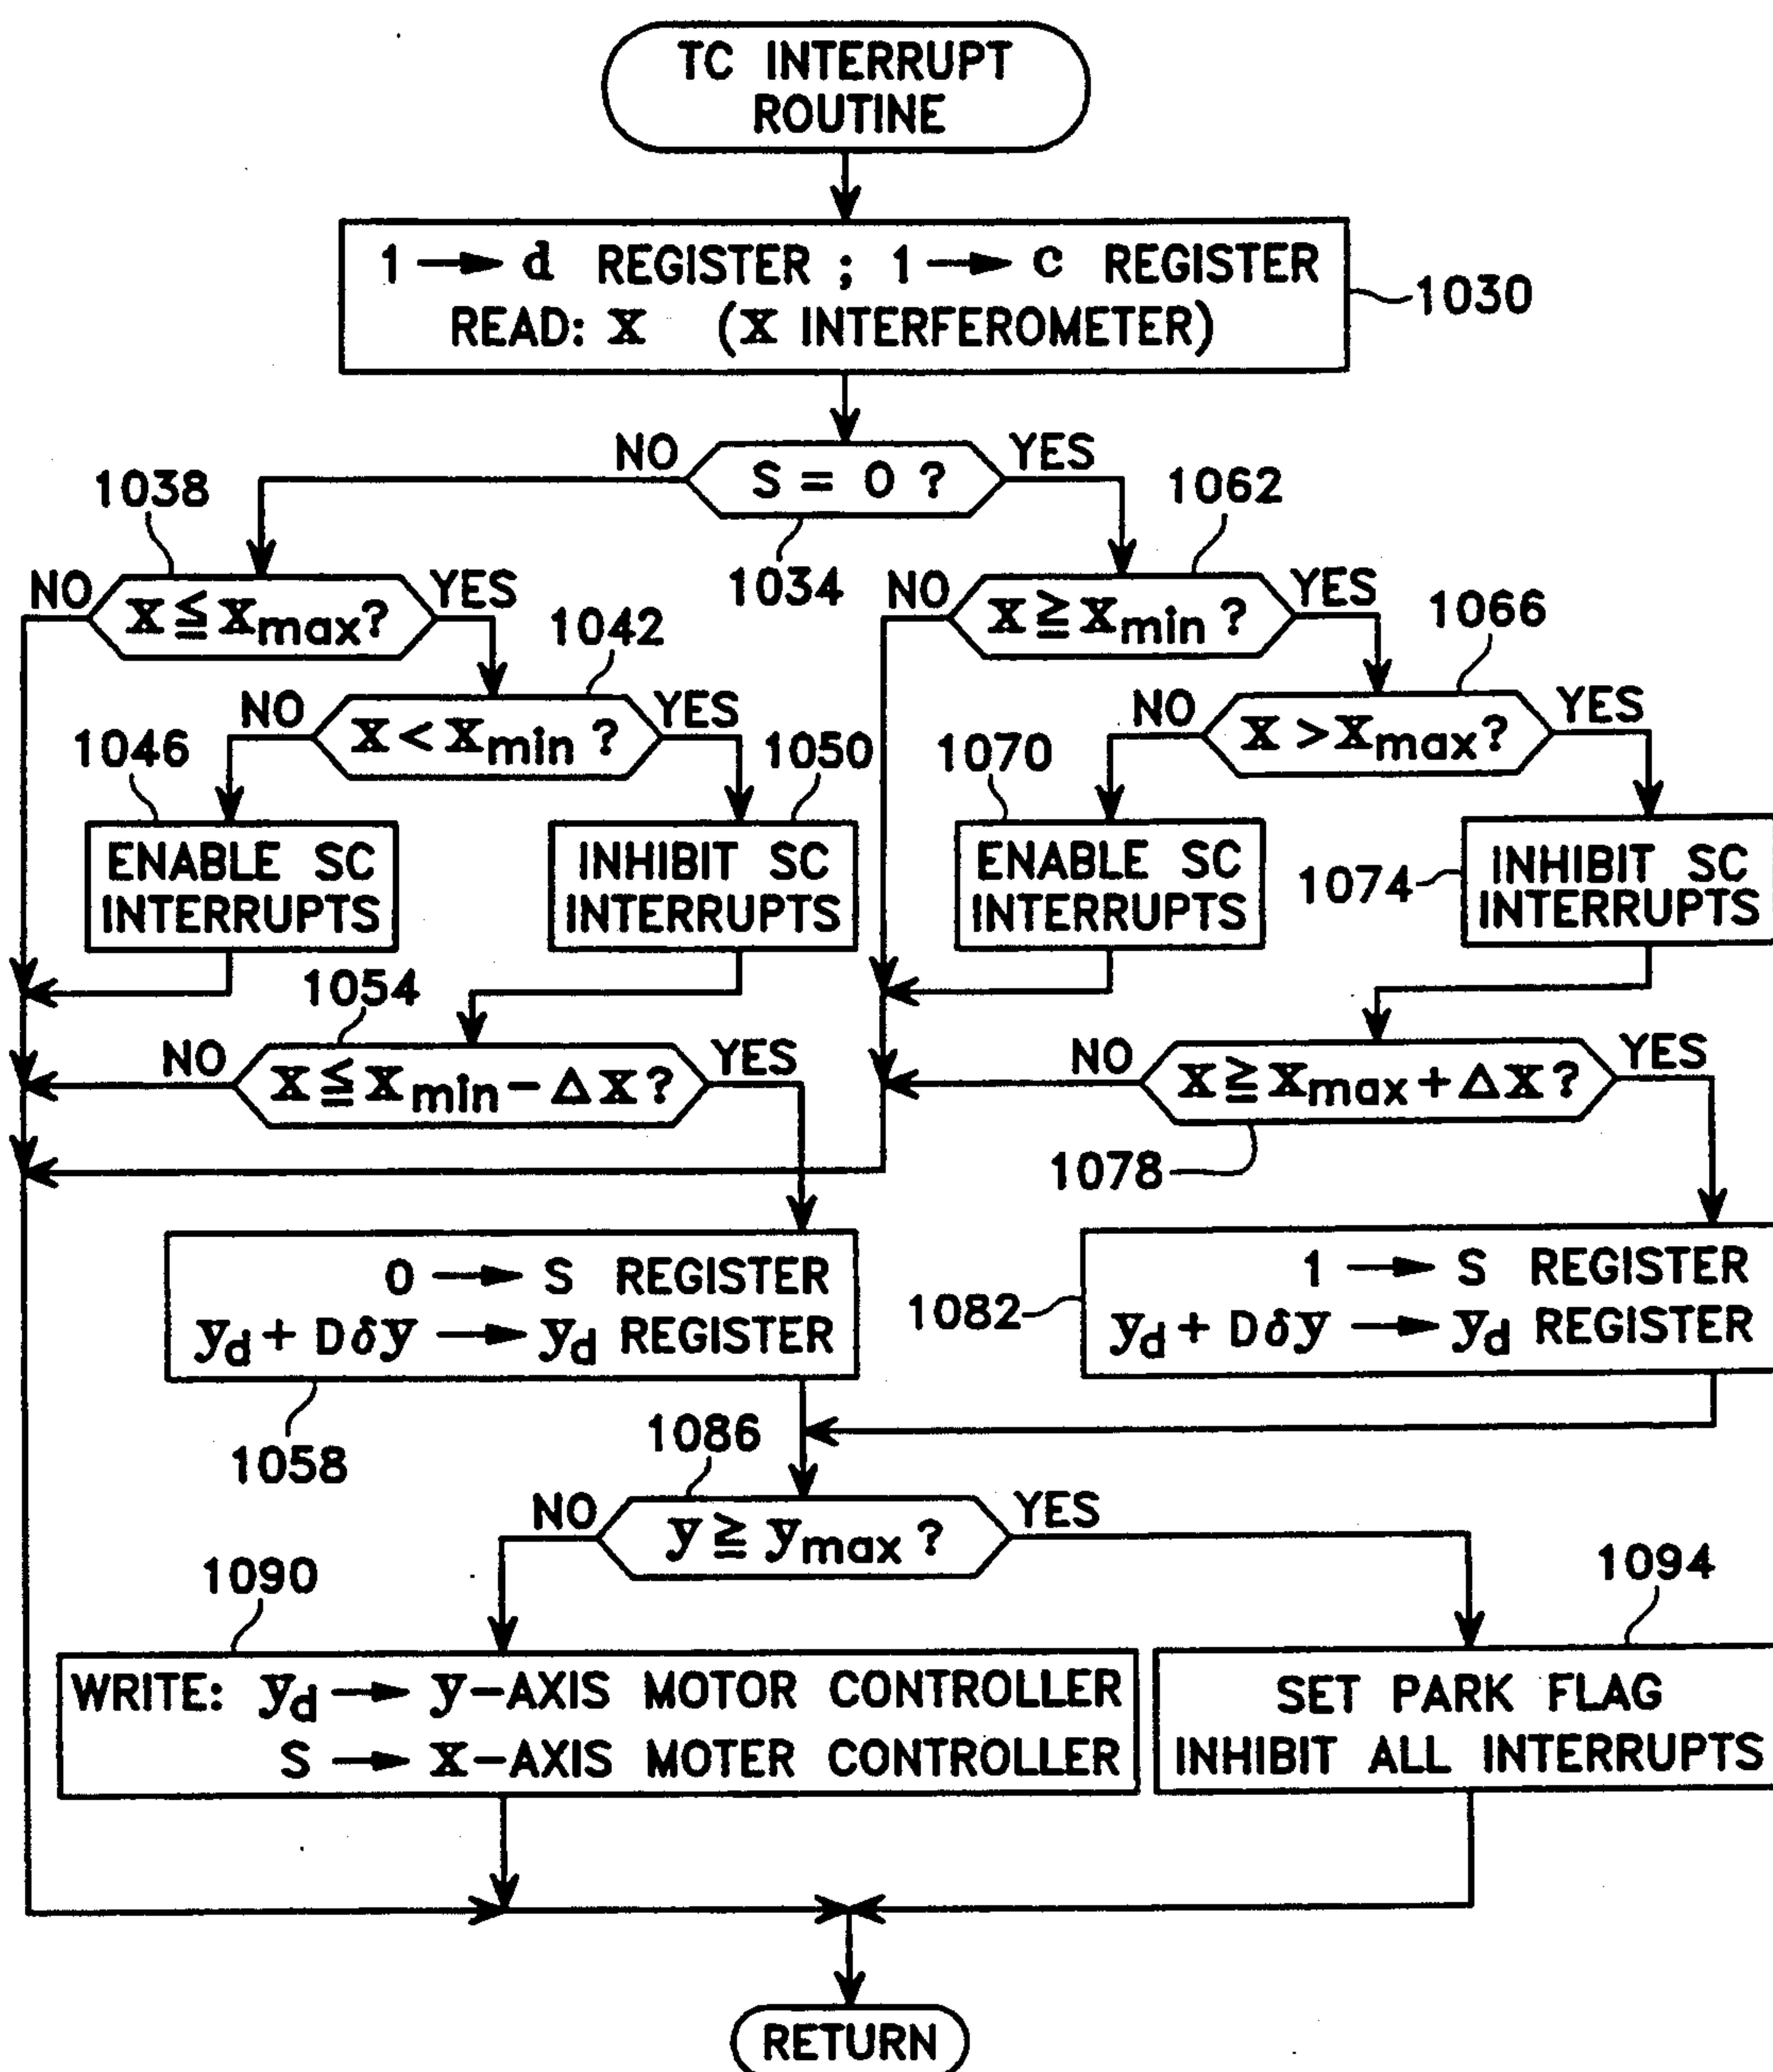 TC INTERRUPT
ROUTINE
1 → d REGISTER ; 1 → c REGISTER
READ: X (X INTERFEROMETER)
1030
NO
YES
S = 0 ?
1034
1038
1062
NO
YES
X ≦ Xmax?
NO
YES
X ≧ Xmin ?
1042
1066
NO
YES
X < Xmin ?
NO
YES
X > Xmax?
1046
1050
1070
1074
ENABLE SC
INTERRUPTS
INHIBIT SC
INTERRUPTS
ENABLE SC
INTERRUPTS
INHIBIT SC
INTERRUPTS
1054
NO
YES
X ≦ Xmin − ΔX?
NO
YES
X ≧ Xmax + ΔX?
1078
0 → S REGISTER
yd + Dδy → yd REGISTER
1058
1082
1 → S REGISTER
yd + Dδy → yd REGISTER
1086
NO
YES
y ≧ ymax ?
1090
1094
WRITE: yd → y-AXIS MOTOR CONTROLLER
S → X-AXIS MOTER CONTROLLER
SET PARK FLAG
INHIBIT ALL INTERRUPTS
RETURN